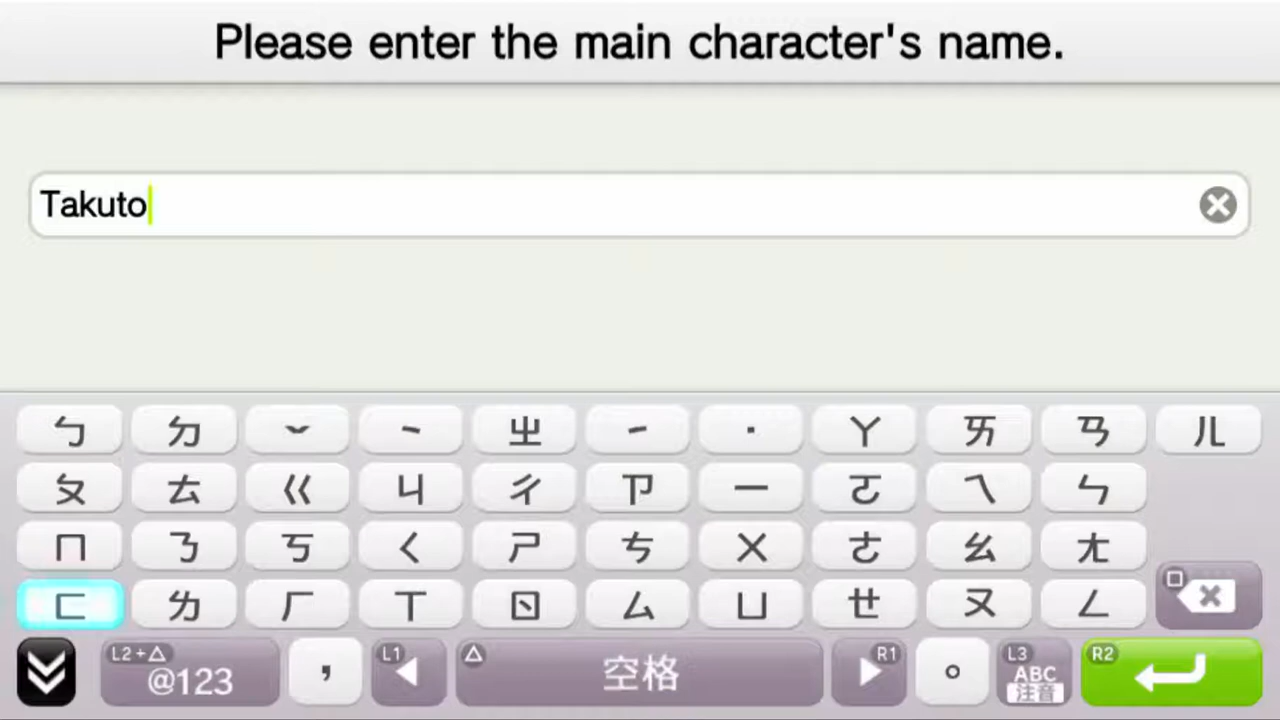 Please enter the main character's name.
Takuto
ㄅ ㄉ ˇ ˋ ㄓ ˊ ˙ ㄚ ㄞ ㄢ ㄦ
ㄆ ㄊ ㄍ ㄐ ㄔ ㄗ ㄧ ㄛ ㄟ ㄣ
ㄇ ㄋ ㄎ ㄑ ㄕ ㄘ ㄨ ㄜ ㄠ ㄤ
ㄈ ㄌ ㄏ ㄒ ㄖ ㄙ ㄩ ㄝ ㄡ ㄥ
L2+△ @123 , L1 △ 空格 R1 。 L3 ABC 注音 R2